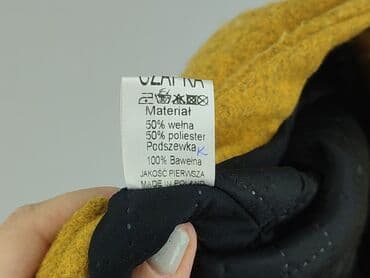 CZAPKA
Materiał
50% wełna
50% poliester
Podszewka K
100% Bawełna
JAKOŚĆ PIERWSZA
MADE IN POLAND